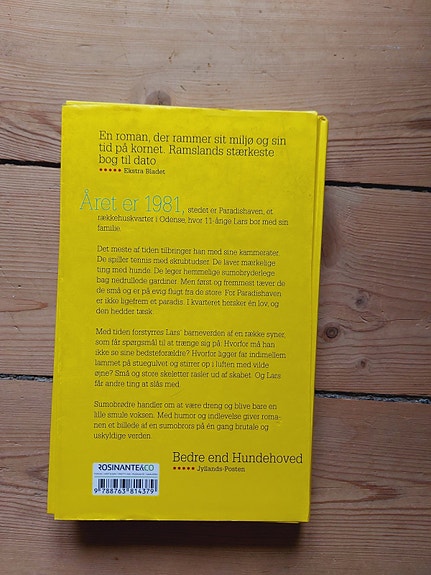 En roman, der rammer sit miljø og sin
tid på kornet. Ramslands stærkeste
bog til dato.
Ekstra Bladet
Året er 1981, stedet er Paradishaven, et
rækkehuskvarter i Odense, hvor 11-årige Lars bor med sin
familie.
Det meste af tiden tilbringer han med sine kammerater.
De spiller tennis med skrubtudser. De laver mærkelige
ting med hunde. De leger hemmelige sumobryderlege
bag nedrullede gardiner. Men først og fremmest tæver de
de små og er på evig flugt fra de store. For Paradishaven
er ikke ligefrem et paradis. I kvarteret hersker én lov, og
den hedder tæsk.
Med tiden forstyrres Lars' barneverden af en række syner,
som får spørgsmål til at trænge sig på: Hvorfor må han
ikke se sine bedsteforældre? Hvorfor ligger far indimellem
lammet på stuegulvet og stirrer op i luften med vilde
øjne? Små og store skeletter rasler ud af skabet. Og Lars
får andre ting at slås med.
Sumobrødre handler om at være dreng og blive bare en
lille smule voksen. Med humor og indlevelse giver roma-
nen et billede af en sumobrors på én gang brutale og
uskyldige verden.
Bedre end Hundehoved
Jyllands-Posten
ROSINANTE&CO
9 788763 814379